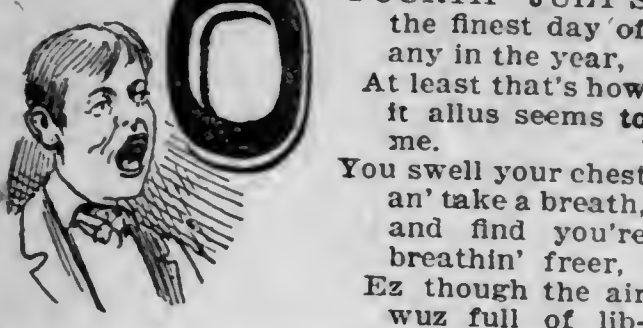 O
FOURTH JULY'S
the finest day of
any in the year,
At least that's how
it allus seems to
me.
You swell your chest
an' take a breath,
and find you're
breathin' freer,
Ez though the air
wuz full of lib-